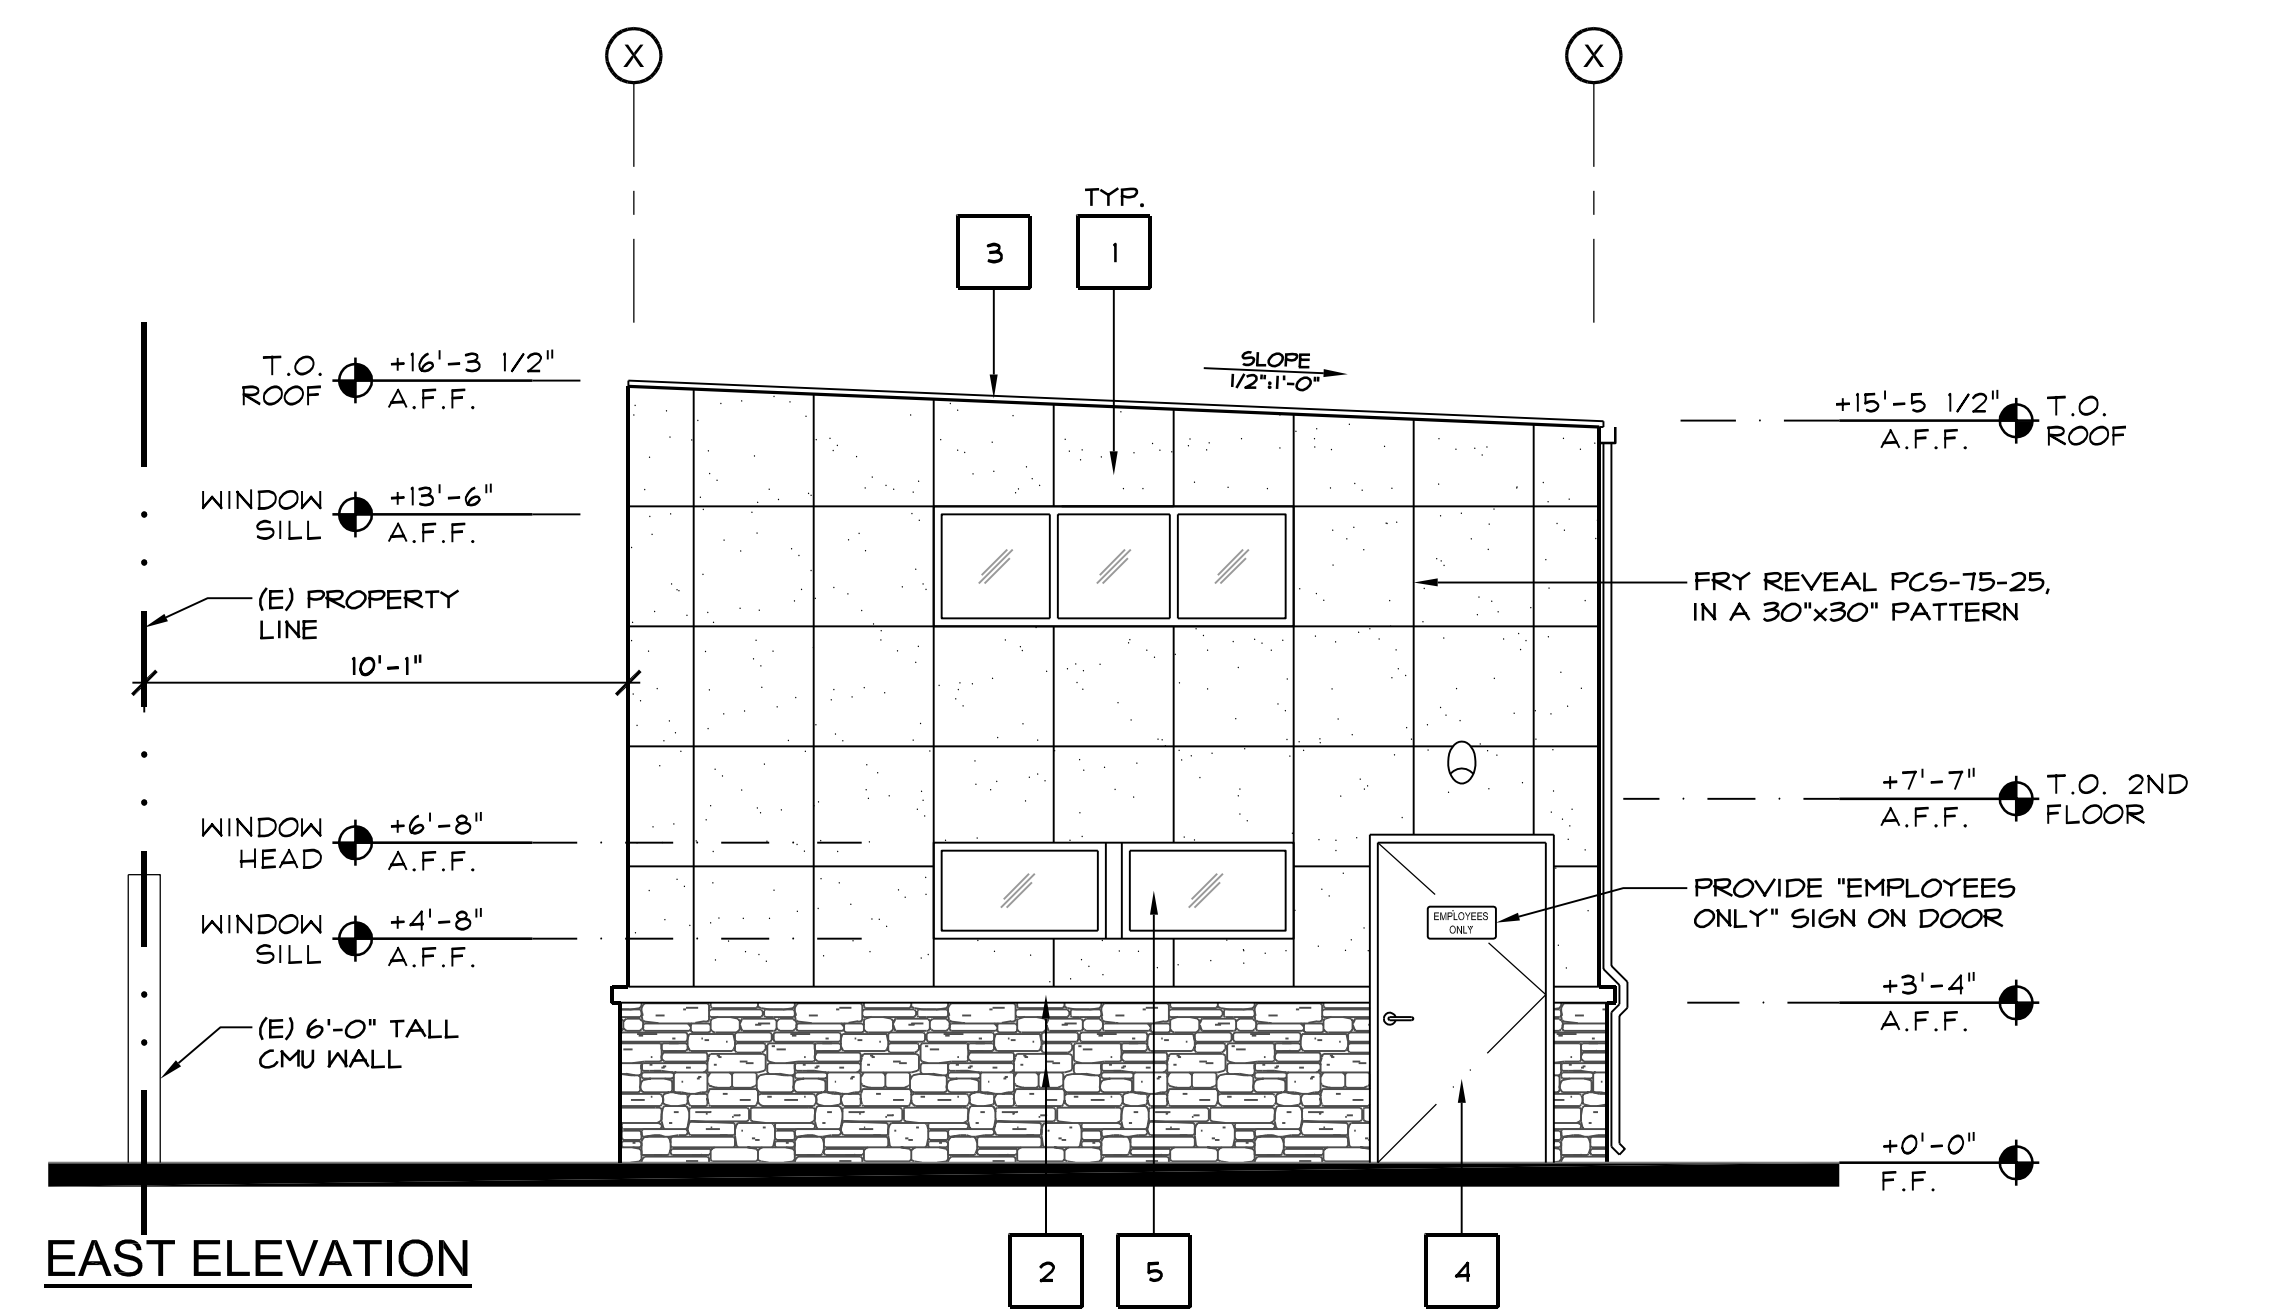 X
X
TYP.
3
1
SLOPE
1/2":1'-0"
T.O.
ROOF
+16'-3 1/2"
A.F.F.
+15'-5 1/2"
A.F.F.
T.O.
ROOF
WINDOW
SILL
+13'-6"
A.F.F.
(E) PROPERTY
LINE
FRY REVEAL PCS-75-25,
IN A 30"x30" PATTERN
10'-1"
+7'-7"
A.F.F.
T.O. 2ND
FLOOR
WINDOW
HEAD
+6'-8"
A.F.F.
PROVIDE "EMPLOYEES
ONLY" SIGN ON DOOR
EMPLOYEES
ONLY
WINDOW
SILL
+4'-8"
A.F.F.
+3'-4"
A.F.F.
(E) 6'-0" TALL
CMU WALL
+0'-0"
F.F.
EAST ELEVATION
2
5
4